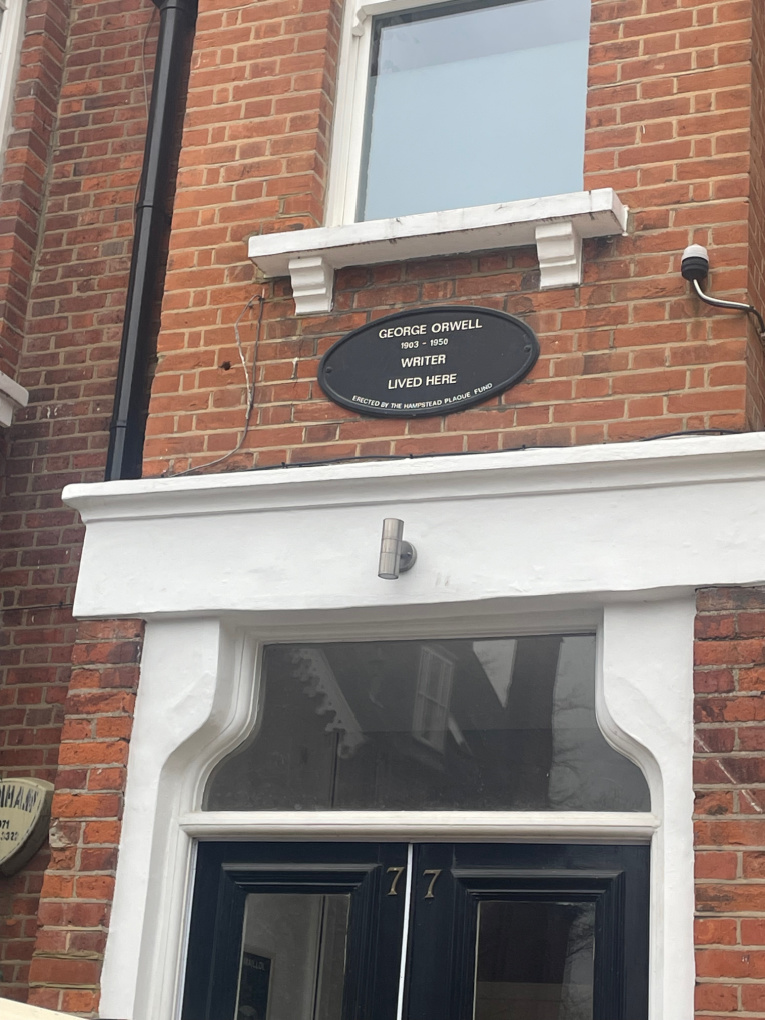 GEORGE ORWELL
1903 - 1950
WRITER
LIVED HERE
ERECTED BY THE HAMPSTEAD PLAQUE FUND
77